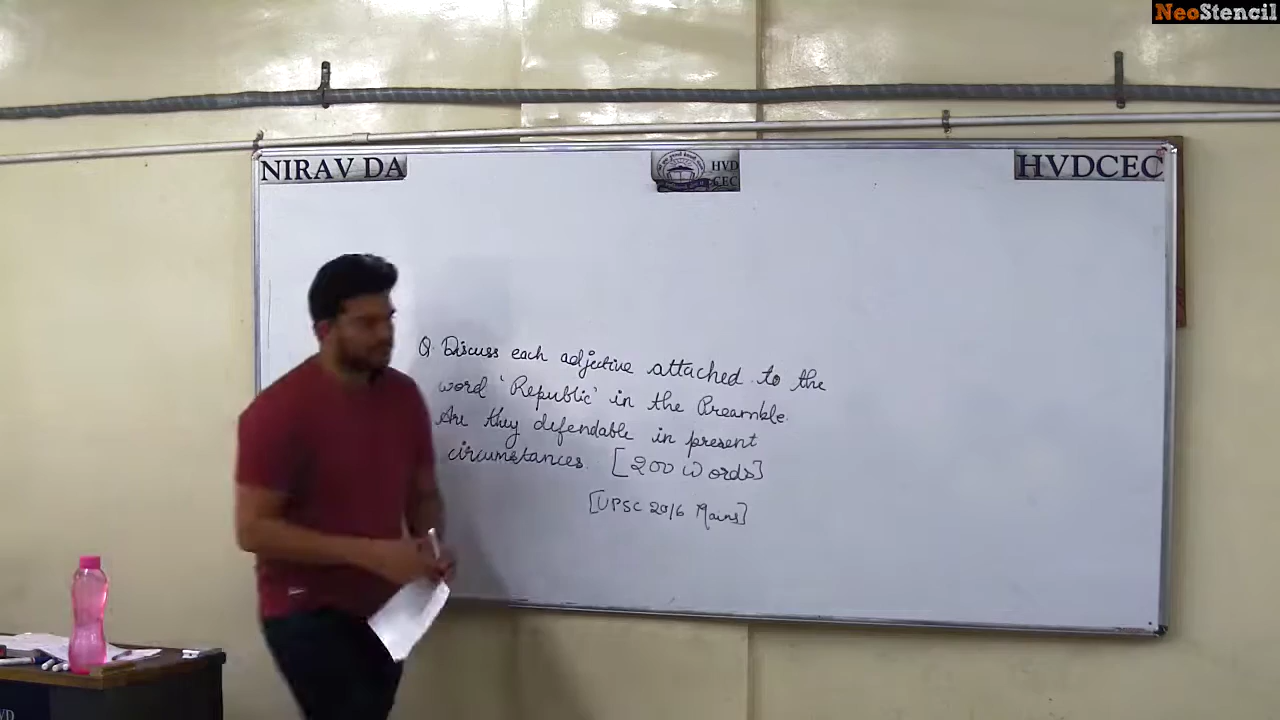 NeoStencil
NIRAV DA
HVD
CEC
HVDCEC
Q. Discuss each adjective attached to the
word 'Republic' in the Preamble.
Are they defendable in present
circumstances. [200 Words]
[UPSC 2016 Mains]